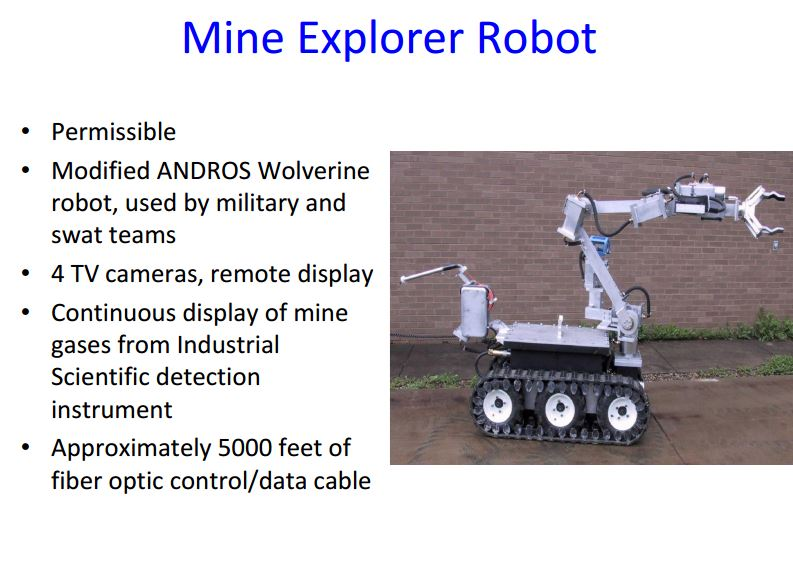 Mine Explorer Robot
• Permissible
• Modified ANDROS Wolverine
robot, used by military and
swat teams
• 4 TV cameras, remote display
• Continuous display of mine
gases from Industrial
Scientific detection
instrument
• Approximately 5000 feet of
fiber optic control/data cable